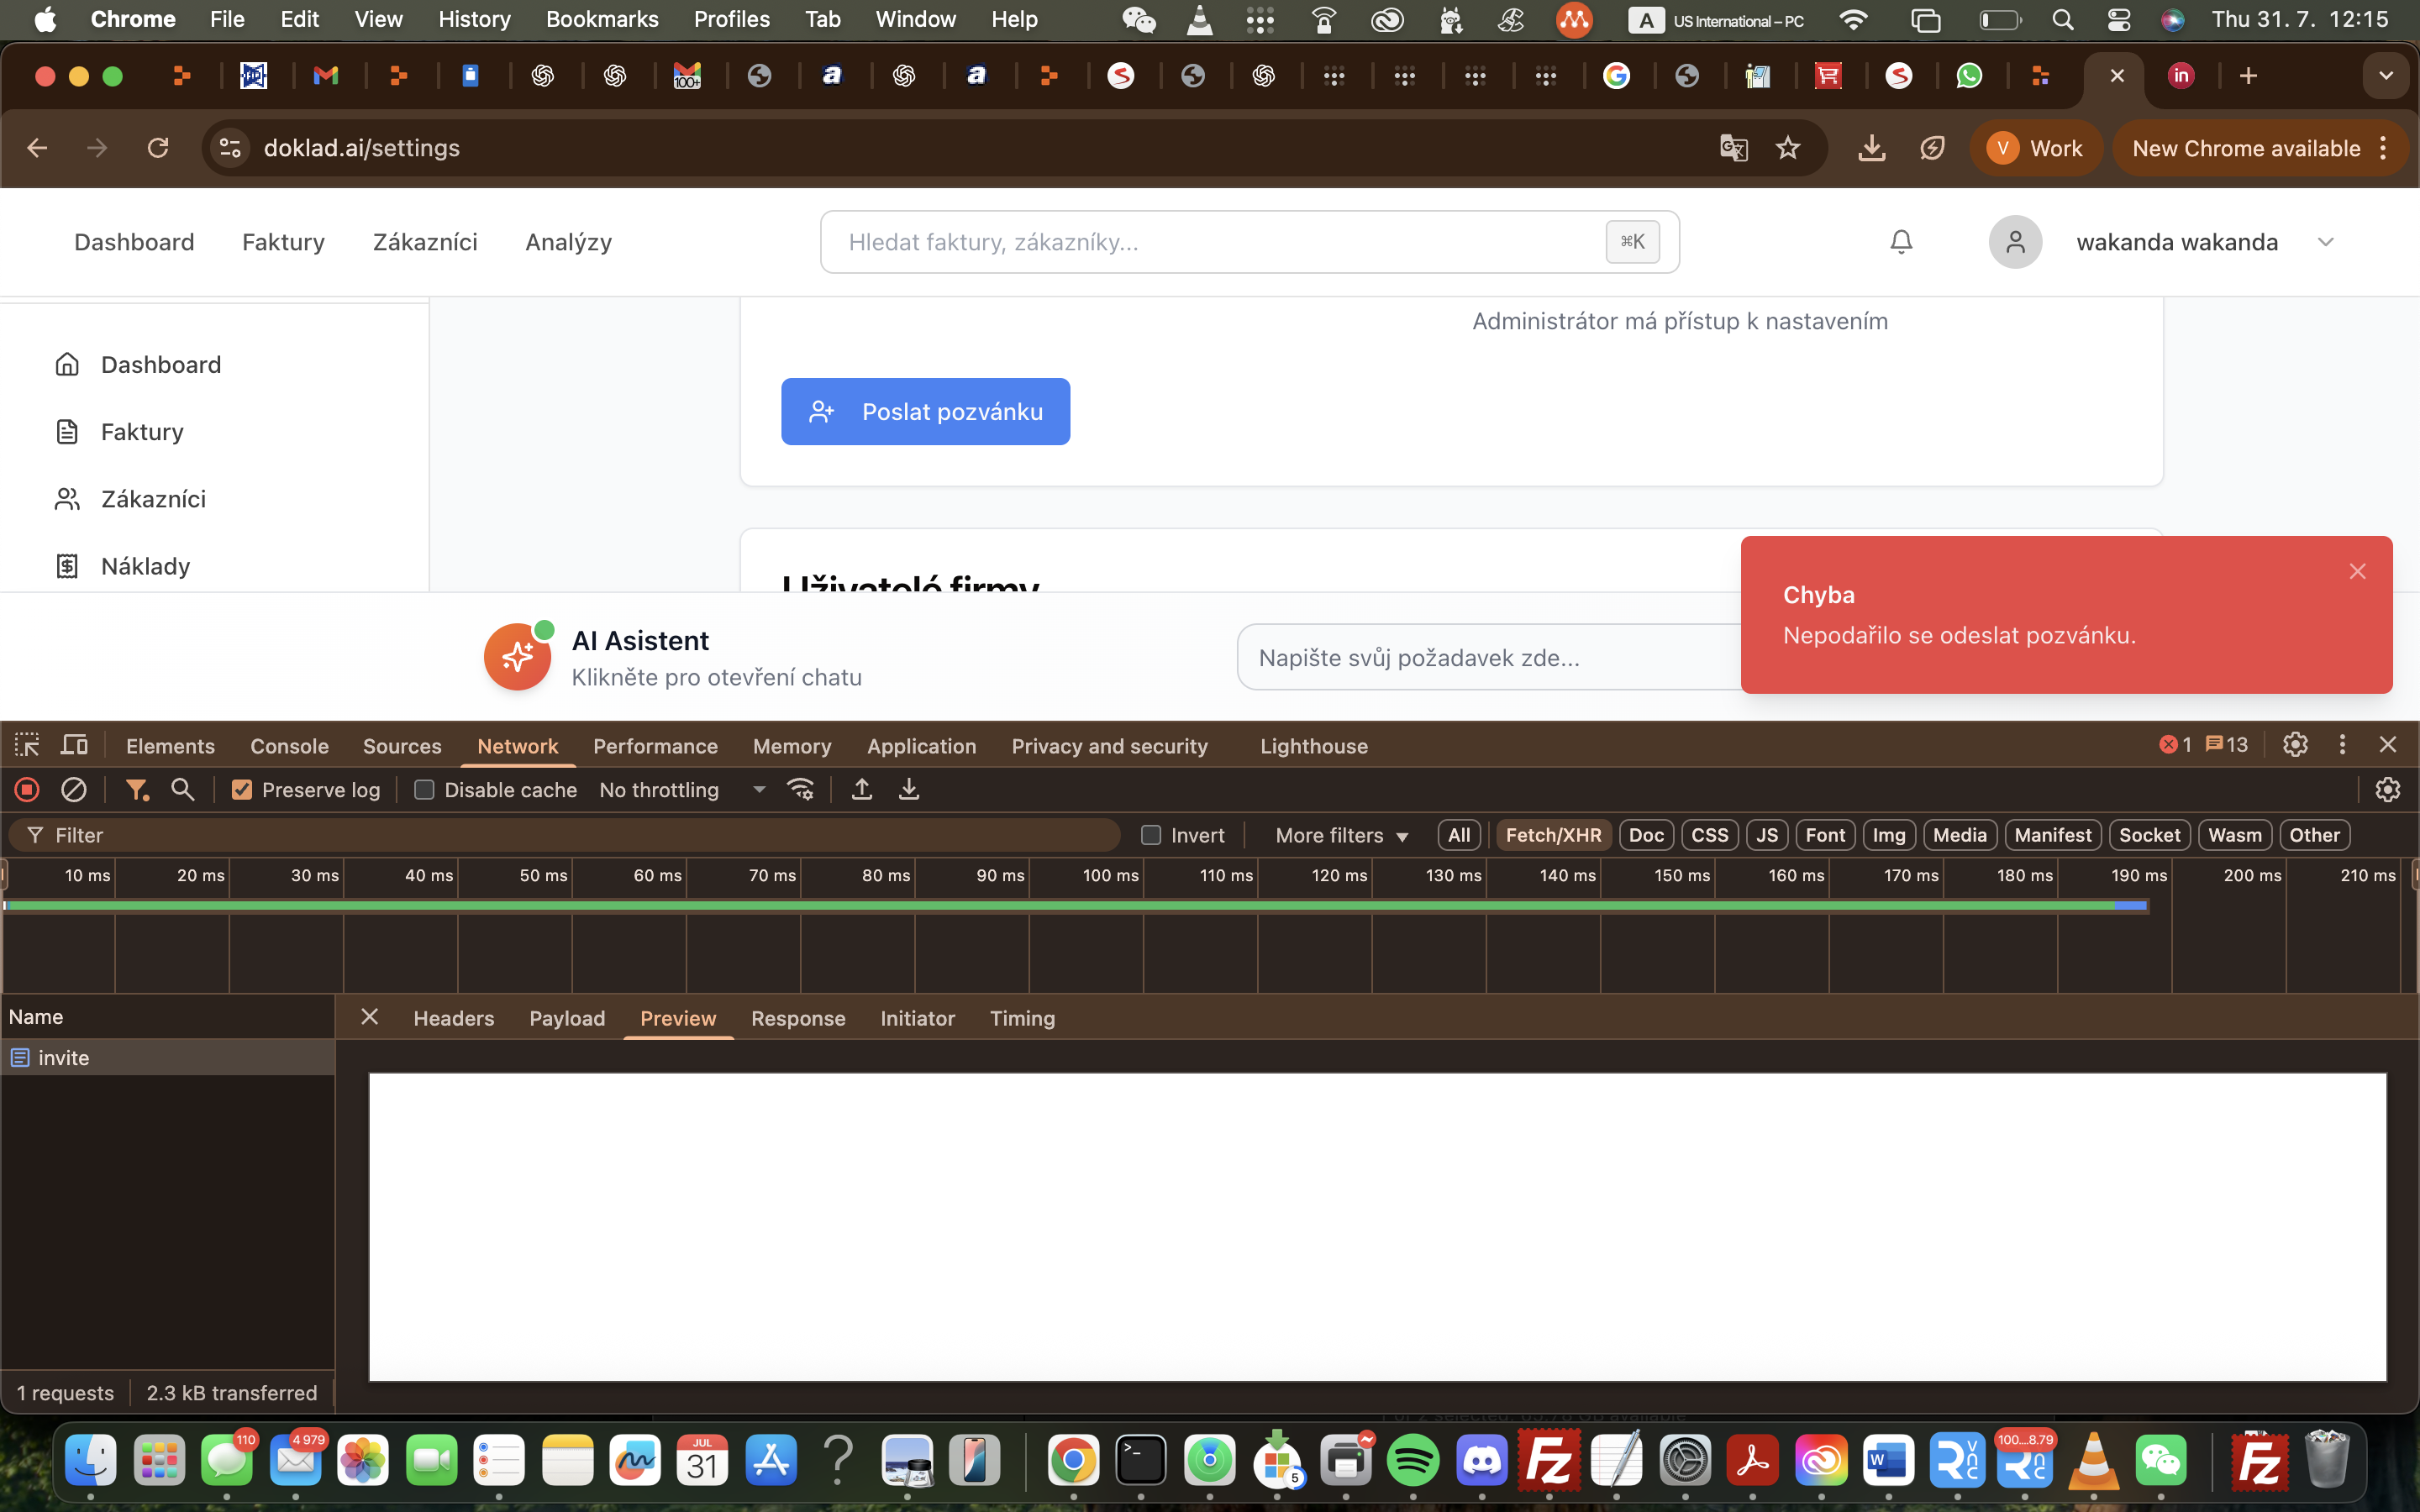 Chrome File Edit View History Bookmarks Profiles Tab Window Help A US International – PC Thu 31. 7. 12:15
100+
in
doklad.ai/settings V Work New Chrome available
Dashboard Faktury Zákazníci Analýzy Hledat faktury, zákazníky... ⌘K wakanda wakanda
Administrátor má přístup k nastavením
Dashboard
Poslat pozvánku
Faktury
Zákazníci
Náklady
Uživatelé firmy
Chyba
Nepodařilo se odeslat pozvánku.
AI Asistent
Klikněte pro otevření chatu
Napište svůj požadavek zde...
Elements Console Sources Network Performance Memory Application Privacy and security Lighthouse 1 13
Preserve log Disable cache No throttling
Filter Invert More filters All Fetch/XHR Doc CSS JS Font Img Media Manifest Socket Wasm Other
10 ms 20 ms 30 ms 40 ms 50 ms 60 ms 70 ms 80 ms 90 ms 100 ms 110 ms 120 ms 130 ms 140 ms 150 ms 160 ms 170 ms 180 ms 190 ms 200 ms 210 ms
Name Headers Payload Preview Response Initiator Timing
invite
1 requests 2.3 kB transferred
110 4 979 JUL 31 5 100...8.79